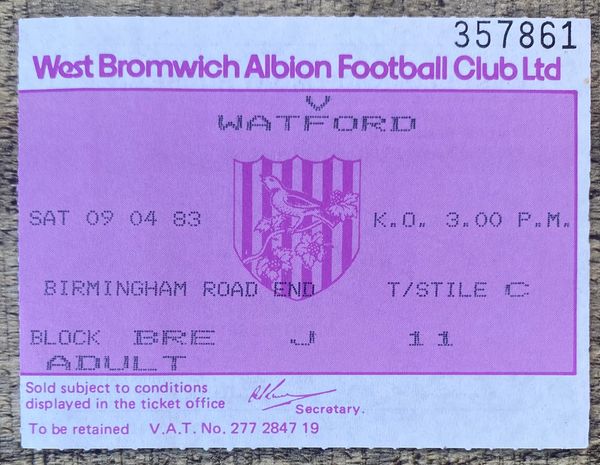 357861
West Bromwich Albion Football Club Ltd
V
WATFORD
SAT 09 04 83 K.O. 3.00 P.M.
BIRMINGHAM ROAD END T/STILE C
BLOCK BRE J 11
ADULT
Sold subject to conditions
displayed in the ticket office Secretary.
To be retained V.A.T. No. 277 2847 19